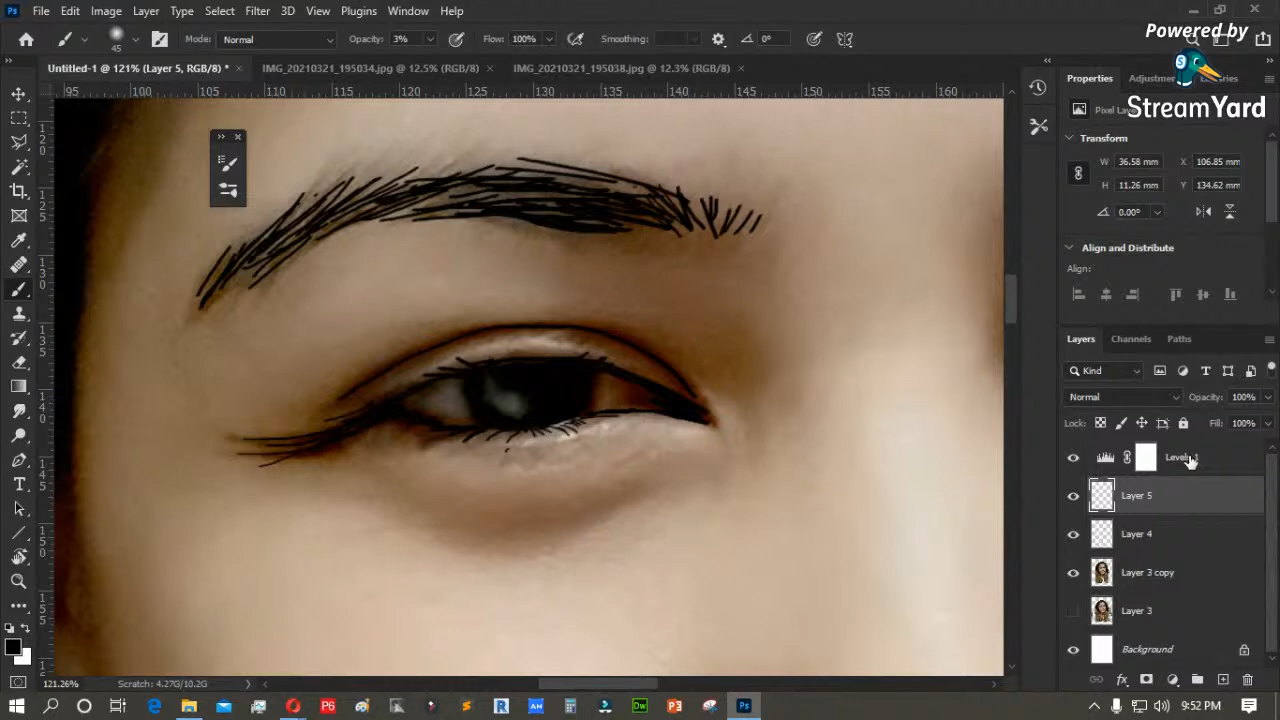 Ps File Edit Image Layer Type Select Filter 3D View Plugins Window Help
Powered by
StreamYard
45 Mode: Normal Opacity: 3% Flow: 100% Smoothing: 0°
Untitled-1 @ 121% (Layer 5, RGB/8) * × IMG_20210321_195034.jpg @ 12.5% (RGB/8) IMG_20210321_195038.jpg @ 12.3% (RGB/8) ×
95 100 105 110 115 120 125 130 135 140 145 150 155 160
Properties
Transform
W 36.58 mm X 106.85 mm
H 11.26 mm Y 134.62 mm
0.00°
Align and Distribute
Align:
Layers Channels Paths
Kind
Normal Opacity: 100%
Lock: Fill: 100%
Layer 5
Layer 4
Layer 3 copy
Layer 3
Background
121.26% Scratch: 4.27G/10.2G
9:52 PM